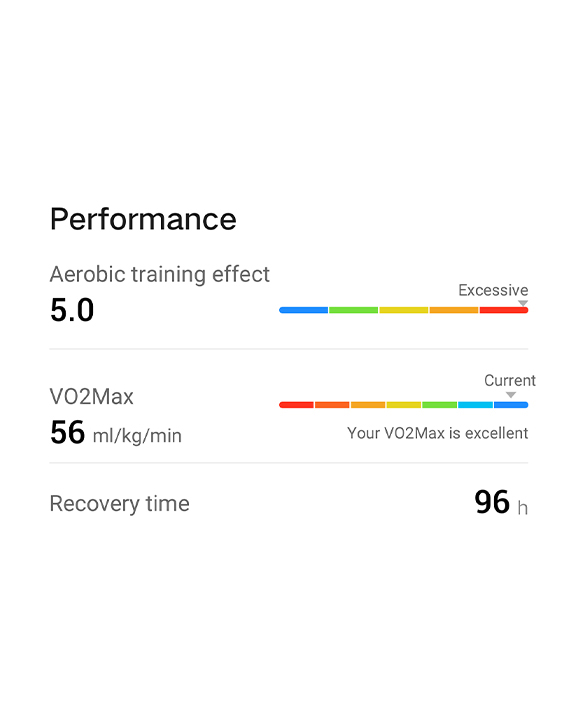 Performance
Aerobic training effect
Excessive
5.0
Current
VO2Max
56 ml/kg/min
Your VO2Max is excellent
Recovery time
96 h